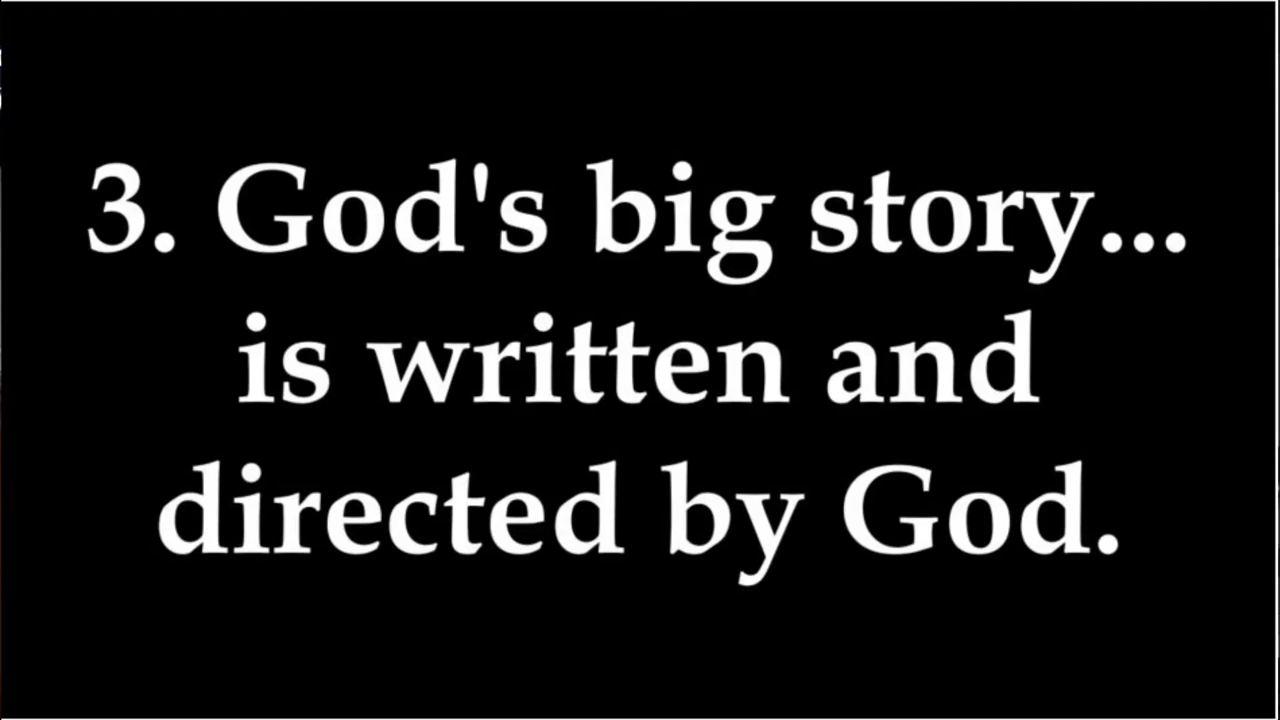 3. God's big story...
is written and
directed by God.